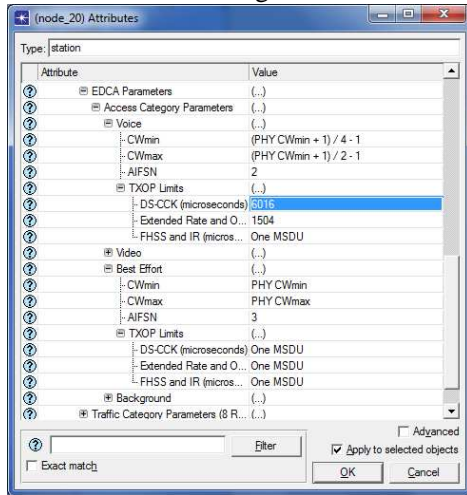 (node_20) Attributes
Type: station
Attribute Value
EDCA Parameters (...)
Access Category Parameters (...)
Voice (...)
CWmin (PHY CWmin + 1) / 4 - 1
CWmax (PHY CWmin + 1) / 2 - 1
AIFSN 2
TXOP Limits (...)
DS-CCK (microseconds) 6016
Extended Rate and O... 1504
FHSS and IR (micros... One MSDU
Video (...)
Best Effort (...)
CWmin PHY CWmin
CWmax PHY CWmax
AIFSN 3
TXOP Limits (...)
DS-CCK (microseconds) One MSDU
Extended Rate and O... One MSDU
FHSS and IR (micros... One MSDU
Background (...)
Traffic Category Parameters (8 R... (...)
Advanced
Filter
Apply to selected objects
Exact match
OK Cancel